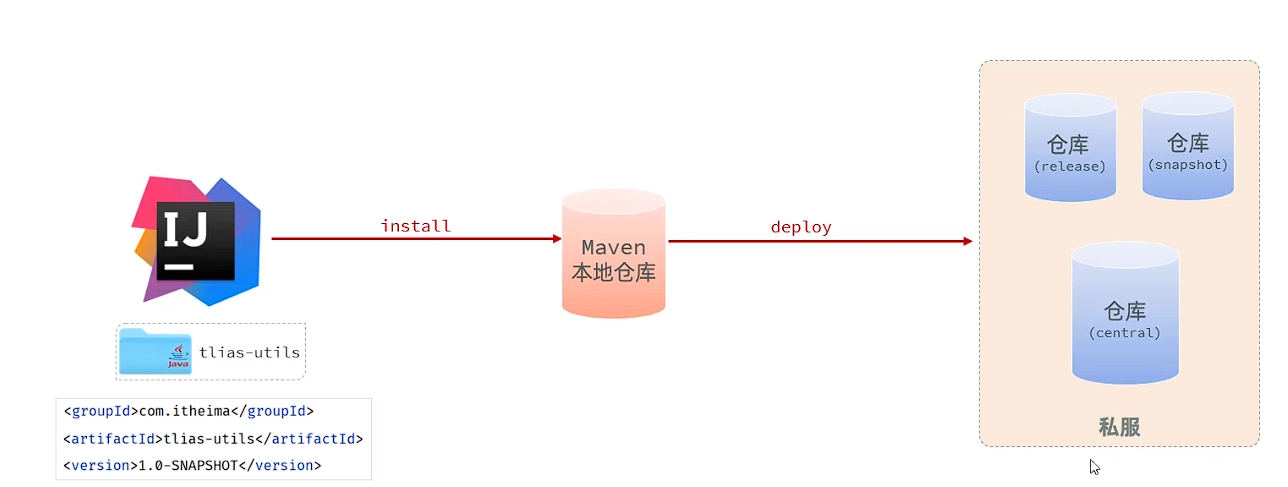 IJ
tlias-utils
java
<groupId>com.itheima</groupId>
<artifactId>tlias-utils</artifactId>
<version>1.0-SNAPSHOT</version>
install
Maven
本地仓库
deploy
仓库
(release)
仓库
(snapshot)
仓库
(central)
私服